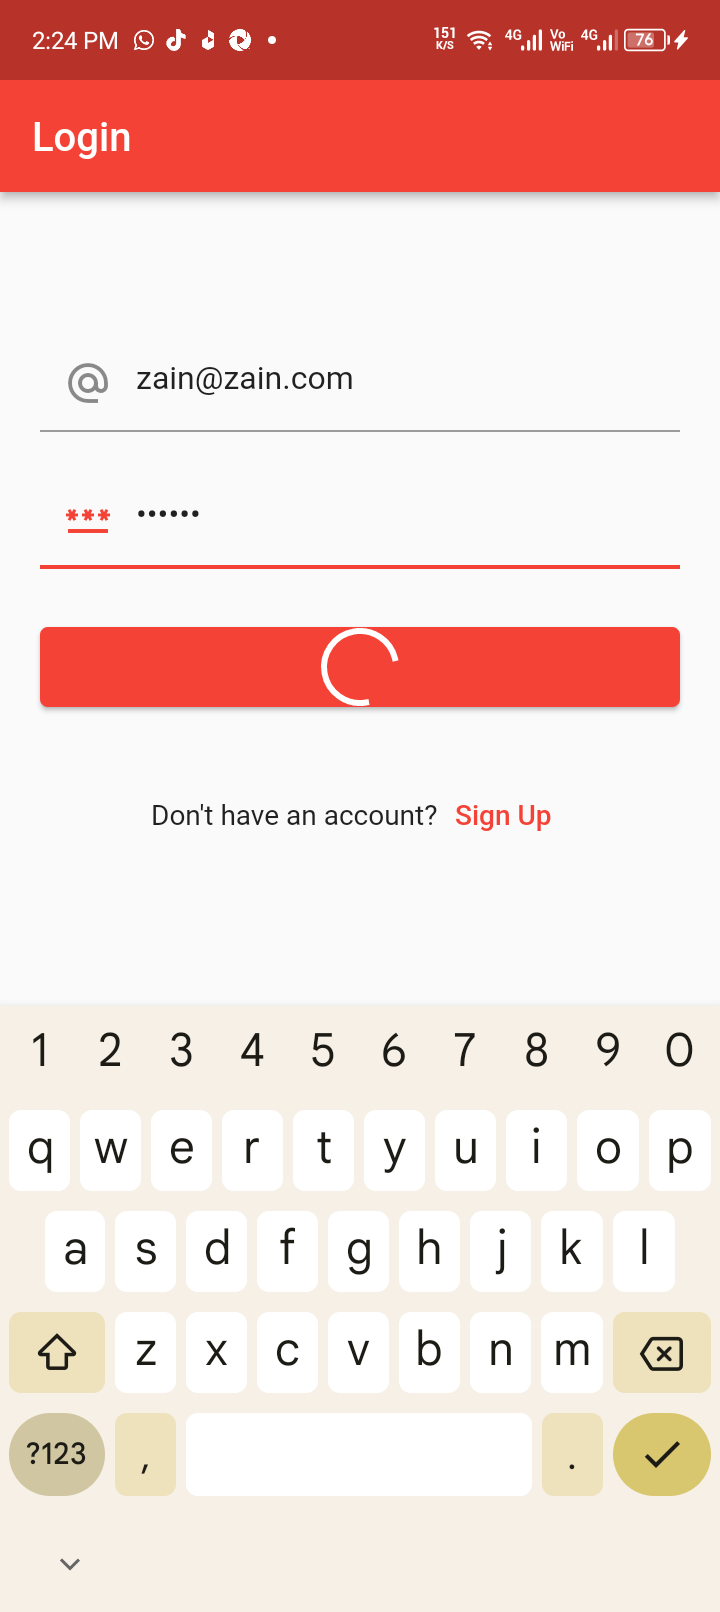 2:24 PM 151 K/S 4G Vo WiFi 4G 76
Login
zain@zain.com
***  ••••••
Don't have an account? Sign Up
1 2 3 4 5 6 7 8 9 0
q w e r t y u i o p
a s d f g h j k l
z x c v b n m
?123 , .